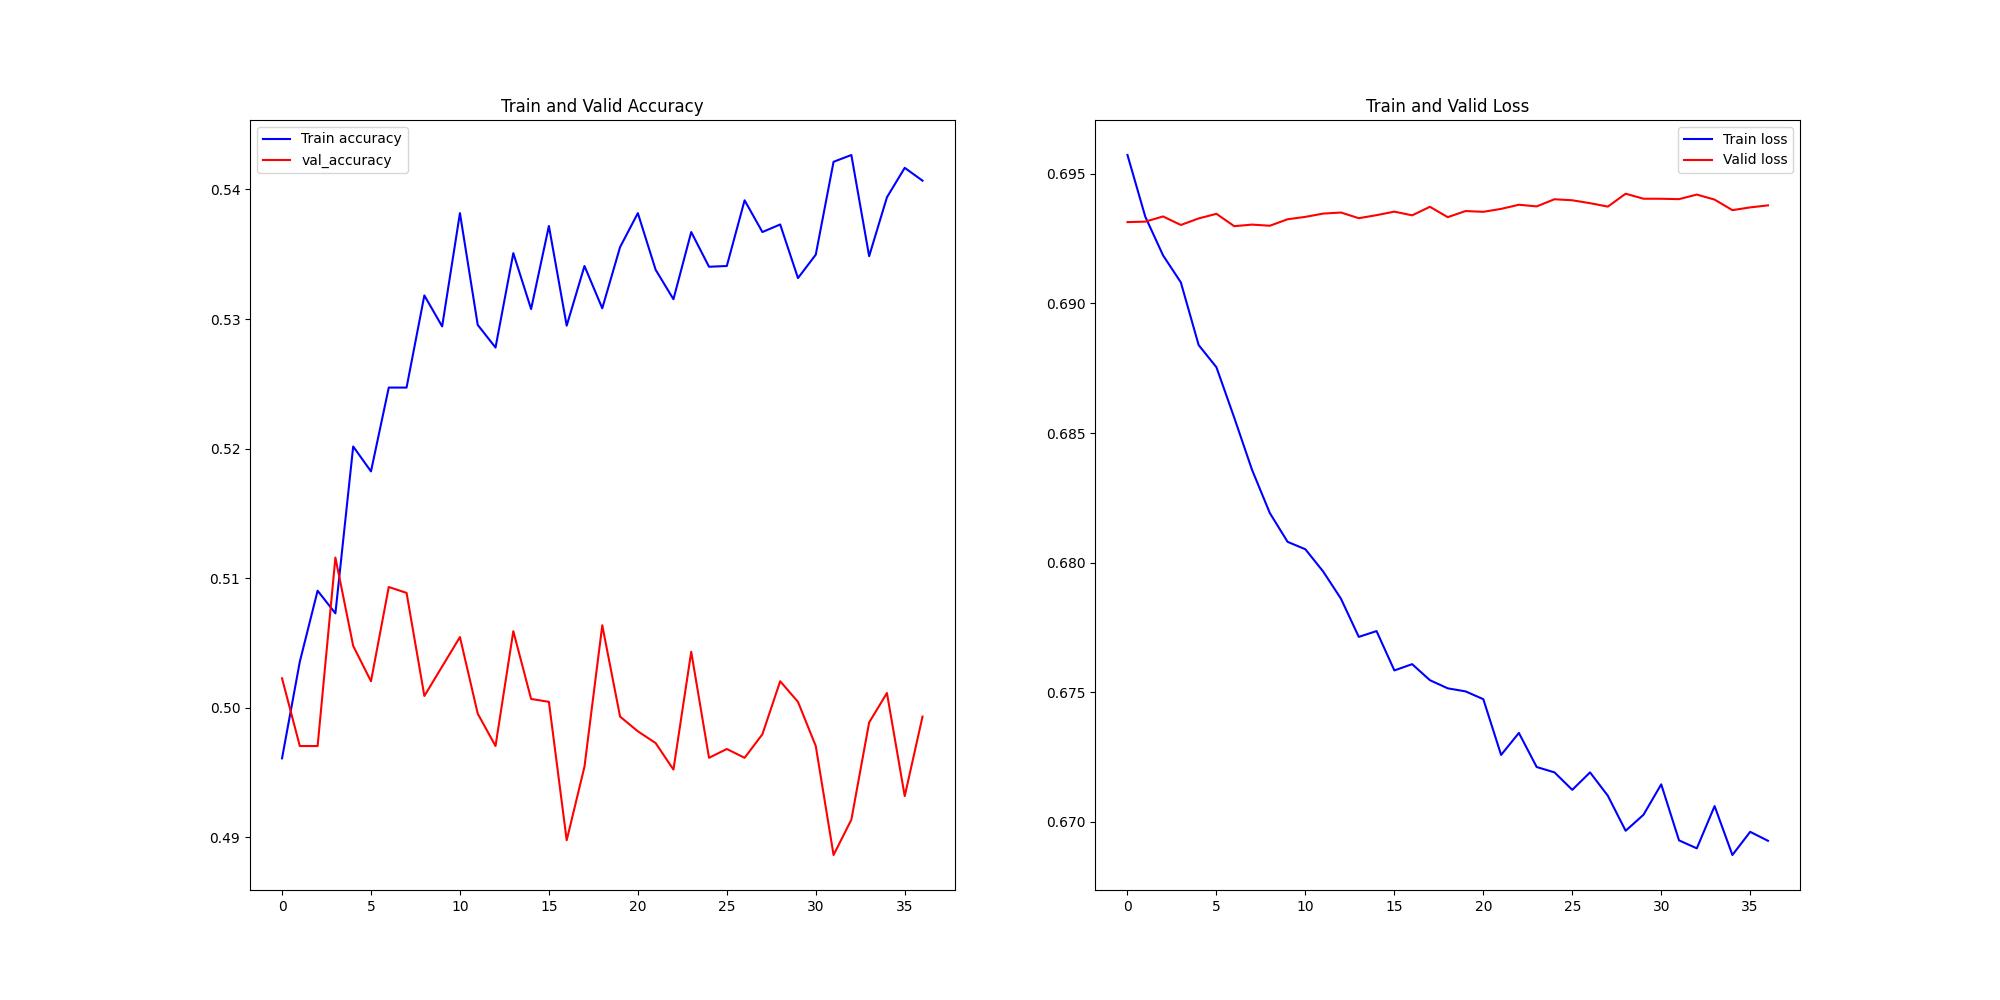 Train and Valid Accuracy
Train accuracy
val_accuracy
0.54
0.53
0.52
0.51
0.50
0.49
0 5 10 15 20 25 30 35
Train and Valid Loss
Train loss
Valid loss
0.695
0.690
0.685
0.680
0.675
0.670
0 5 10 15 20 25 30 35